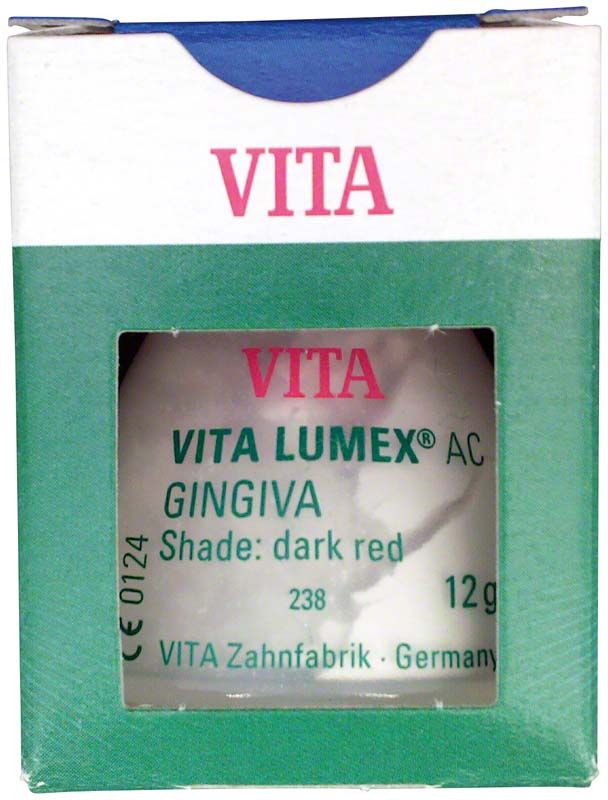 VITA
VITA
VITA LUMEX® AC
GINGIVA
Shade: dark red
238
12g
VITA Zahnfabrik · Germany
CE 0124